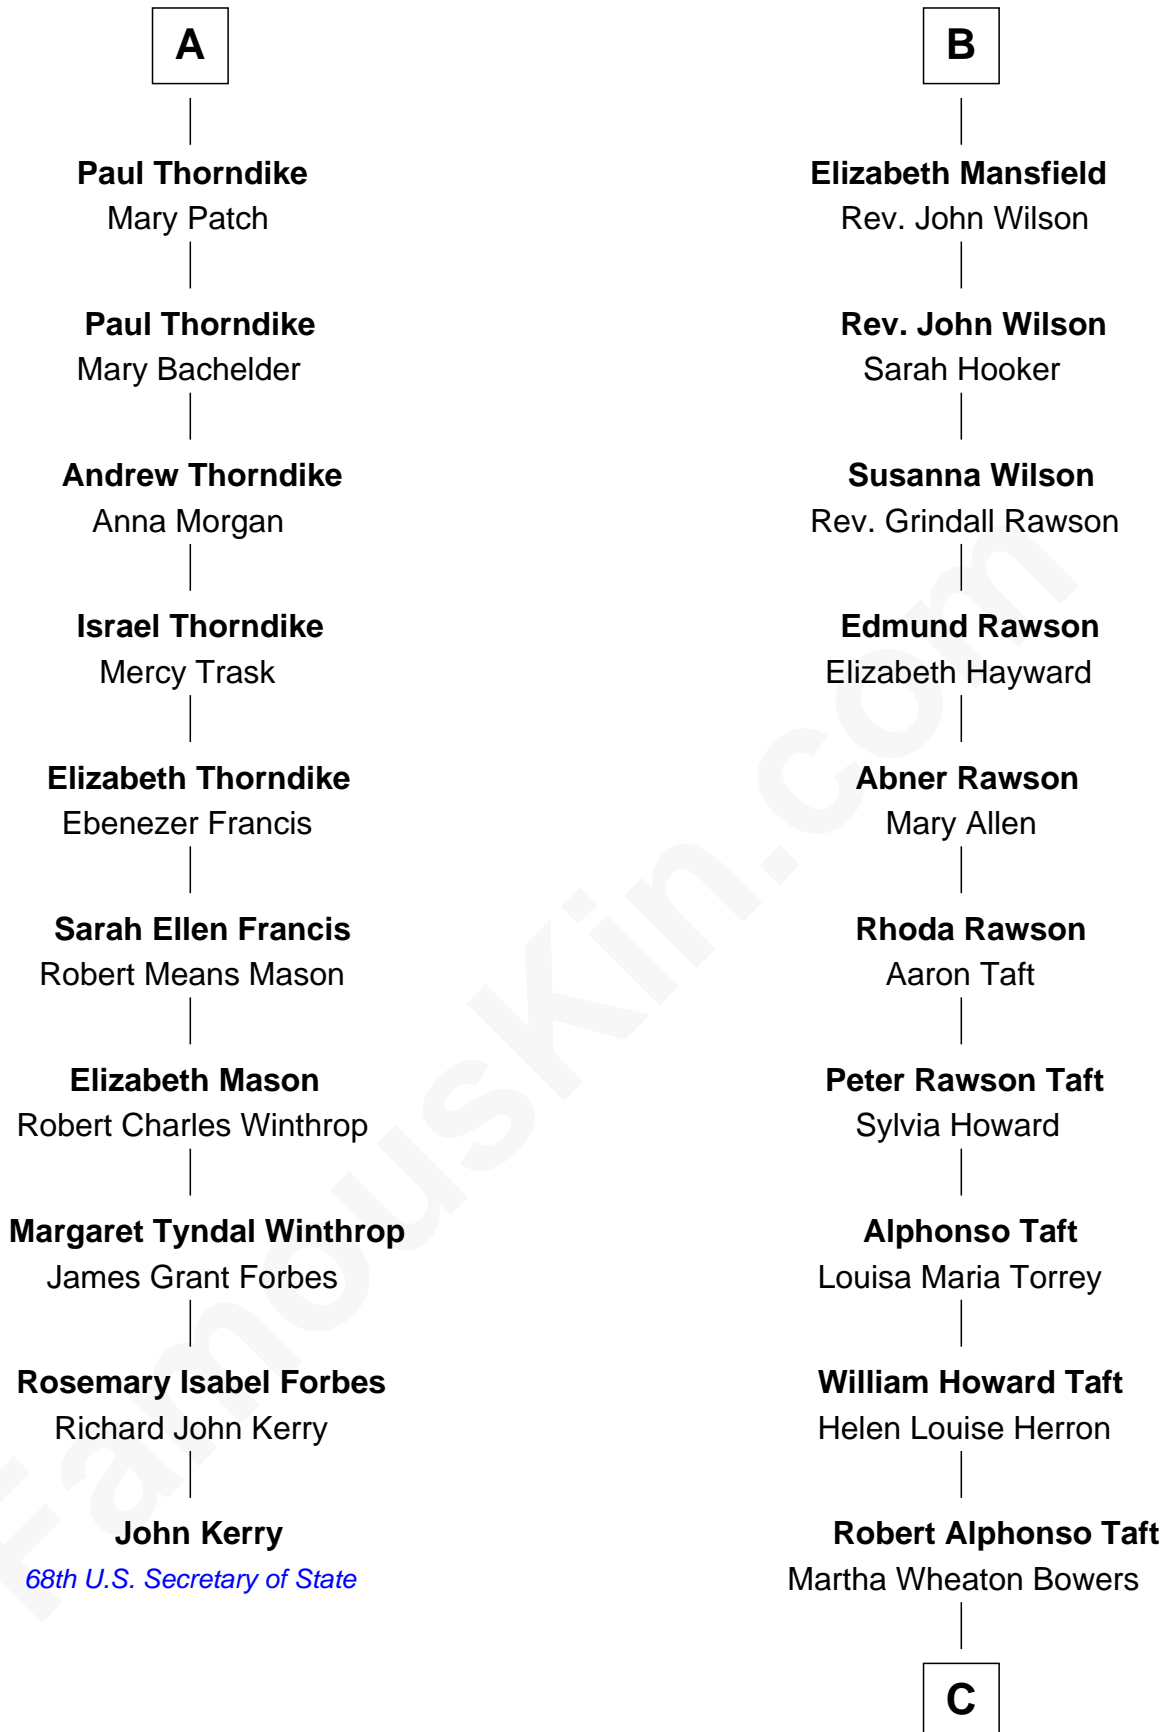 A
Paul Thorndike
Mary Patch
Paul Thorndike
Mary Bachelder
Andrew Thorndike
Anna Morgan
Israel Thorndike
Mercy Trask
Elizabeth Thorndike
Ebenezer Francis
Sarah Ellen Francis
Robert Means Mason
Elizabeth Mason
Robert Charles Winthrop
Margaret Tyndal Winthrop
James Grant Forbes
Rosemary Isabel Forbes
Richard John Kerry
John Kerry
68th U.S. Secretary of State
B
Elizabeth Mansfield
Rev. John Wilson
Rev. John Wilson
Sarah Hooker
Susanna Wilson
Rev. Grindall Rawson
Edmund Rawson
Elizabeth Hayward
Abner Rawson
Mary Allen
Rhoda Rawson
Aaron Taft
Peter Rawson Taft
Sylvia Howard
Alphonso Taft
Louisa Maria Torrey
William Howard Taft
Helen Louise Herron
Robert Alphonso Taft
Martha Wheaton Bowers
C
FamousKin.com